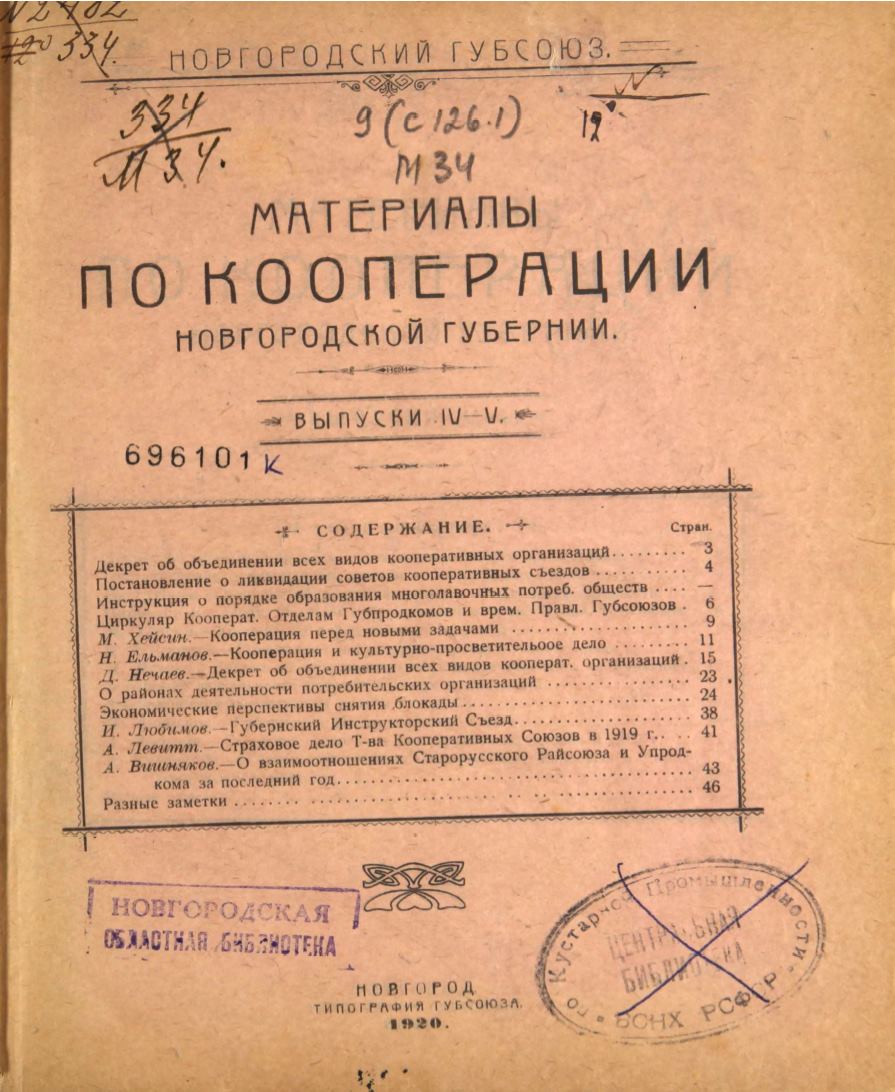 № 2402
334.
НОВГОРОДСКИЙ ГУБСОЮЗ.
334
М 34.
9 (С 126.1)
М 34
№
12
МАТЕРИАЛЫ
ПО КООПЕРАЦИИ
НОВГОРОДСКОЙ ГУБЕРНИИ.
ВЫПУСКИ IV—V.
696101 К
СОДЕРЖАНИЕ. Стран.
Декрет об объединении всех видов кооперативных организаций......... 3
Постановление о ликвидации советов кооперативных съездов .......... 4
Инструкция о порядке образования многолавочных потреб. обществ .... —
Циркуляр Кооперат. Отделам Губпродкомов и врем. Правл. Губсоюзов . 6
М. Хейсин.—Кооперация перед новыми задачами .................. 9
Н. Ельманов.—Кооперация и культурно-просветительое дело ......... 11
Д. Нечаев.—Декрет об объединении всех видов кооперат. организаций . 15
О районах деятельности потребительских организаций .............. 23
Экономические перспективы снятия блокады....................... 24
И. Любимов.—Губернский Инструкторский Съезд.................. 38
А. Левитт.—Страховое дело Т-ва Кооперативных Союзов в 1919 г.. .. 41
А. Вишняков.—О взаимоотношениях Старорусского Райсоюза и Упрод-
кома за последний год................................... 43
Разные заметки ............................................. 46
НОВГОРОДСКАЯ
ОБЛАСТНАЯ БИБЛИОТЕКА
го Кустарной Промышленности
ЦЕНТРАЛЬНАЯ
БИБЛИОТЕКА
ВСНХ РСФСР
НОВГОРОД
ТИПОГРАФИЯ ГУБСОЮЗА.
1920.